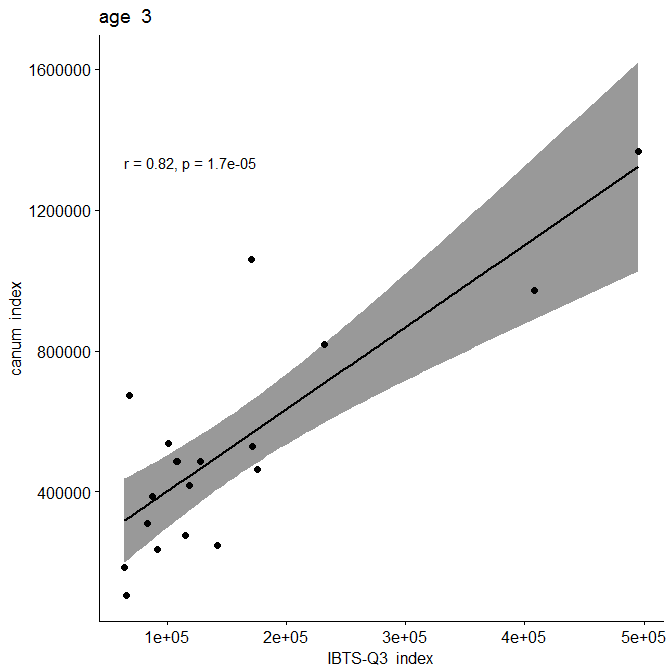 age 3
1600000
r = 0.82, p = 1.7e-05
1200000
canum index
800000
400000
1e+05 2e+05 3e+05 4e+05 5e+05
IBTS-Q3 index